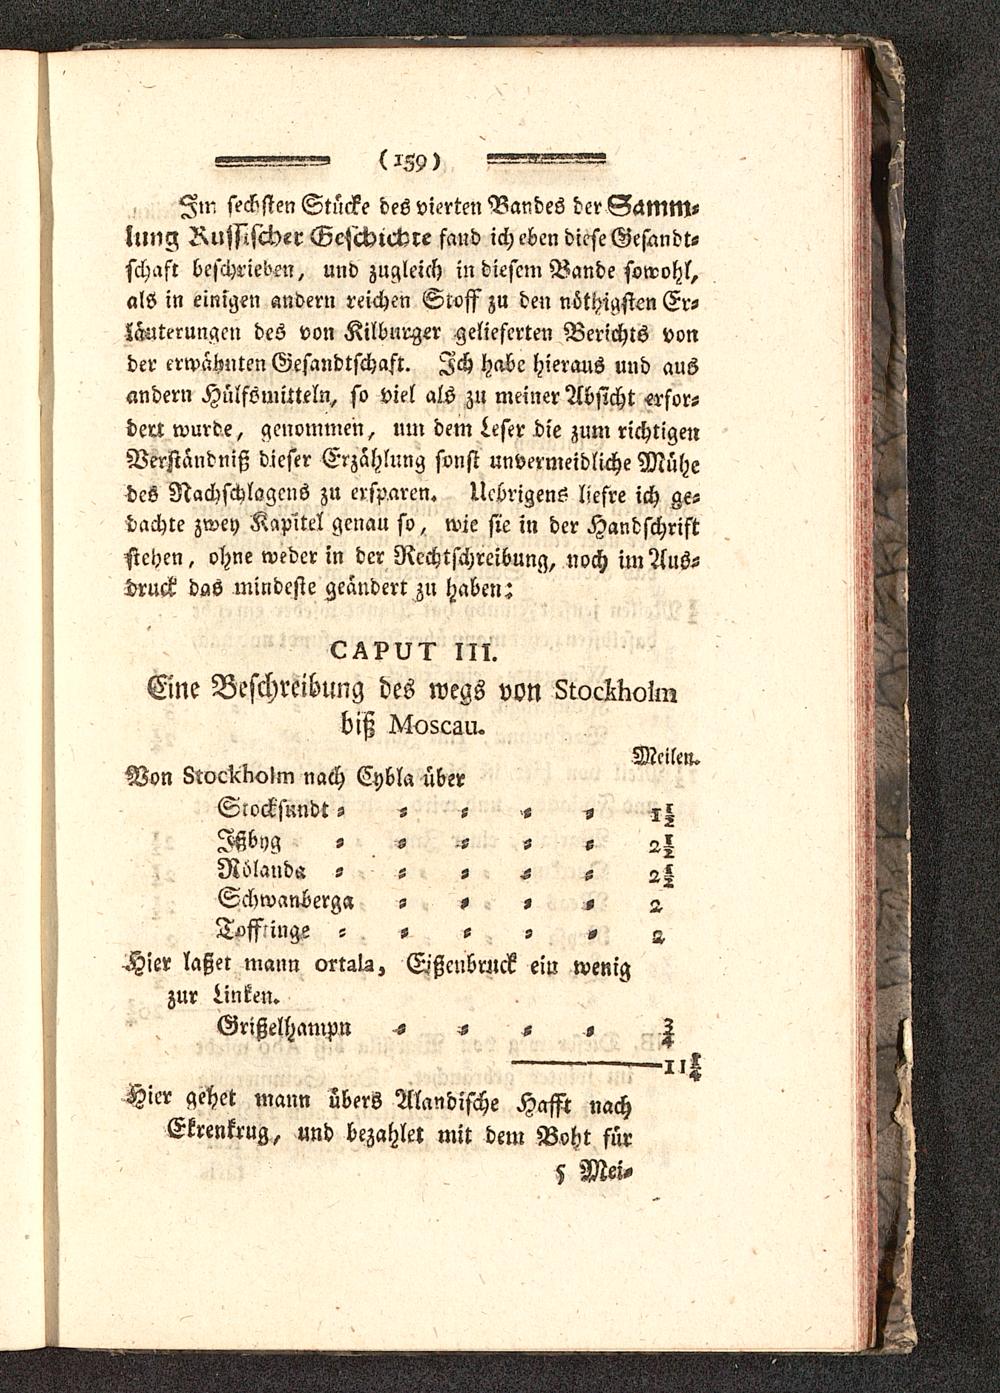 (159)
Im sechsten Stücke des vierten Bandes der Samm-
lung Russischer Geschichte fand ich eben diese Gesandt-
schaft beschrieben, und zugleich in diesem Bande sowohl,
als in einigen andern reichen Stoff zu den nöthigsten Er-
läuterungen des von Kilburger gelieferten Berichts von
der erwähnten Gesandtschaft. Ich habe hieraus und aus
andern Hülfsmitteln, so viel als zu meiner Absicht erfor-
dert wurde, genommen, um dem Leser die zum richtigen
Verständniß dieser Erzählung sonst unvermeidliche Mühe
des Nachschlagens zu ersparen. Uebrigens liefre ich ge-
dachte zwey Kapitel genau so, wie sie in der Handschrift
stehen, ohne weder in der Rechtschreibung, noch im Aus-
druck das mindeste geändert zu haben:
CAPUT III.
Eine Beschreibung des wegs von Stockholm
biß Moscau.
Meilen.
Von Stockholm nach Cybla über
Stocksundt - - - - - 1½
Ißbyg - - - - - 2½
Rölanda - - - - - 2½
Schwanberga - - - - 2
Tofftinge - - - - - 2
Hier laßet mann ortala, Eißenbruck ein wenig
zur Linken.
Grißelhampn - - - - ¾
11¼
Hier gehet mann übers Alandische Hafft nach
Ekrenkrug, und bezahlet mit dem Boht für
5 Mei-